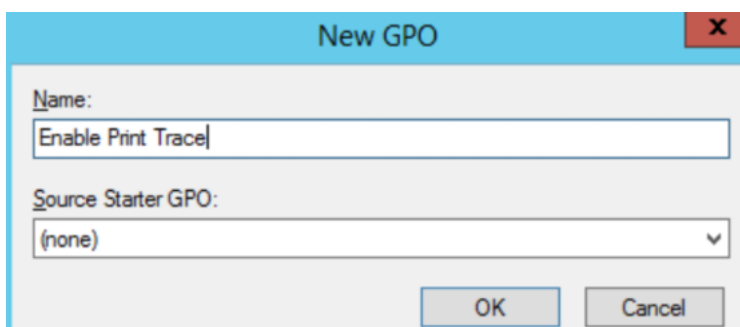 New GPO
x
Name:
Enable Print Trace
Source Starter GPO:
(none)
OK Cancel